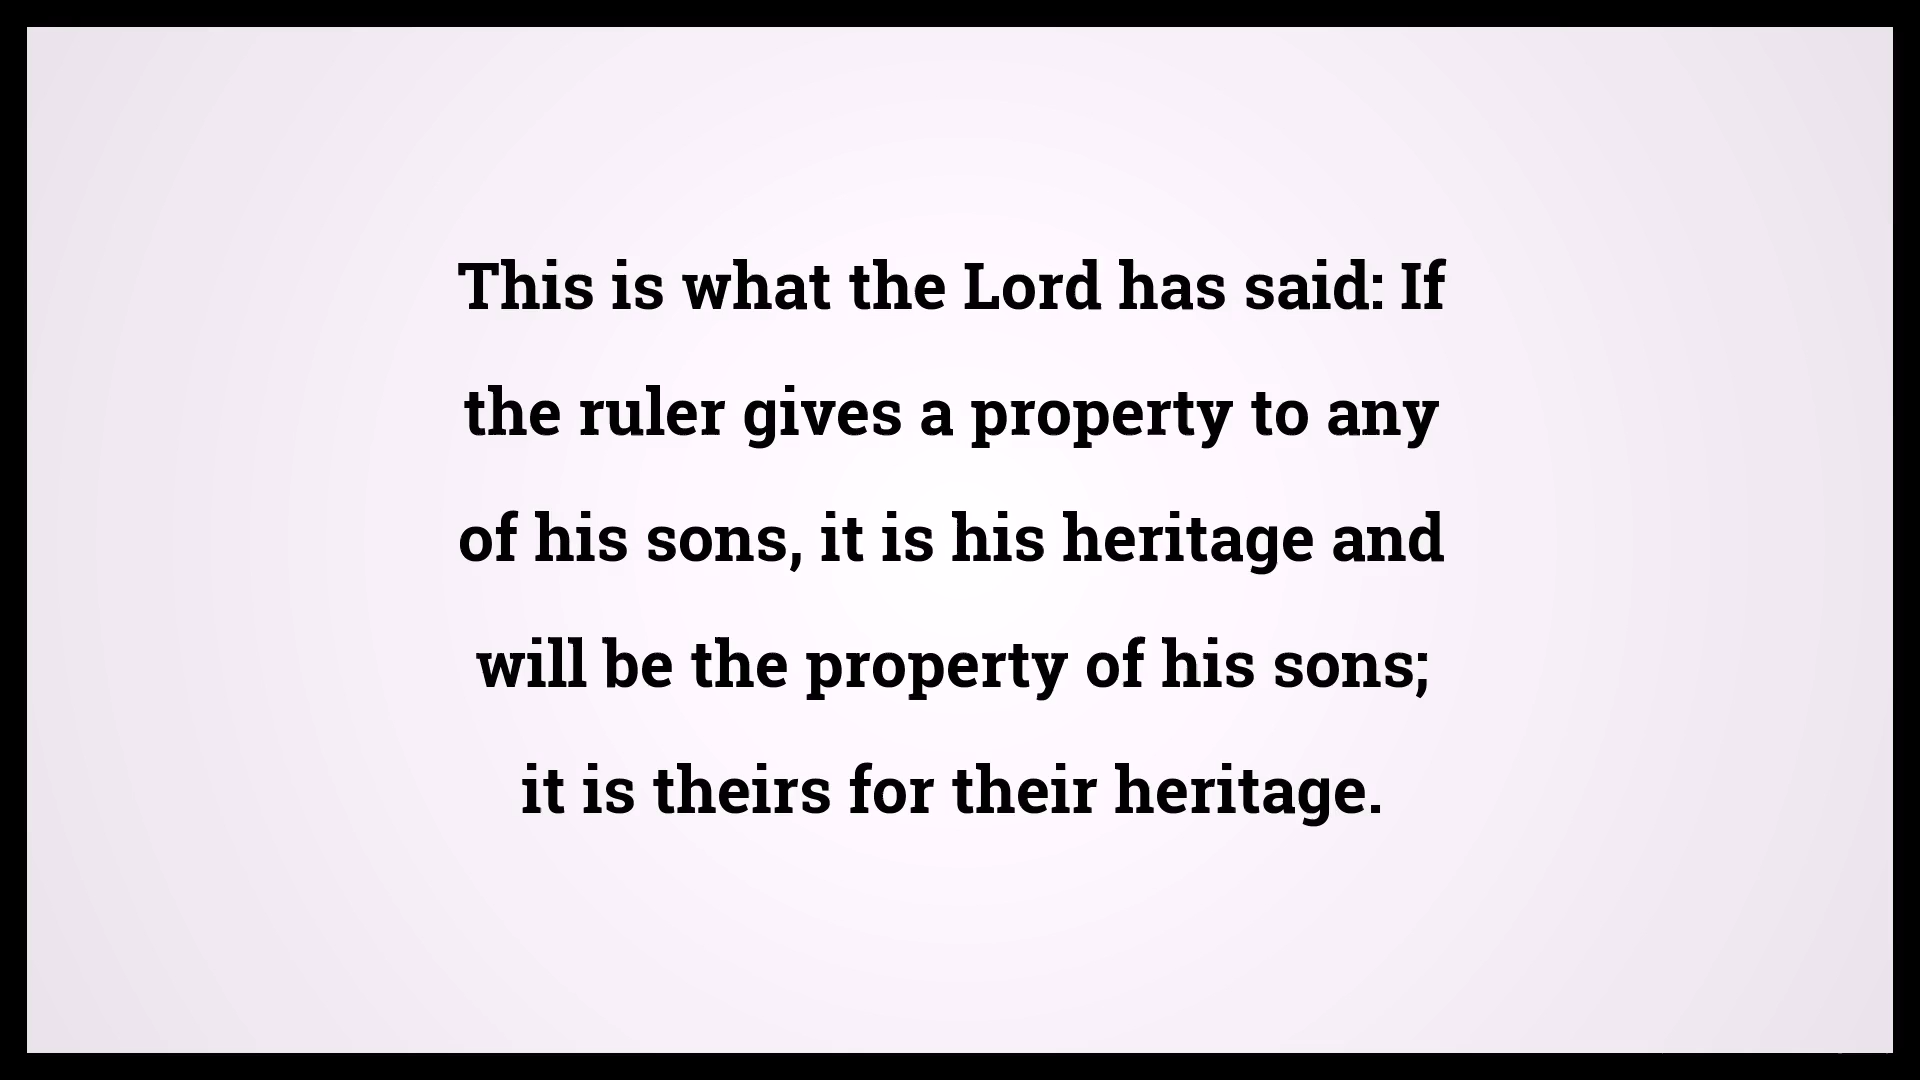 This is what the Lord has said: If
the ruler gives a property to any
of his sons, it is his heritage and
will be the property of his sons;
it is theirs for their heritage.